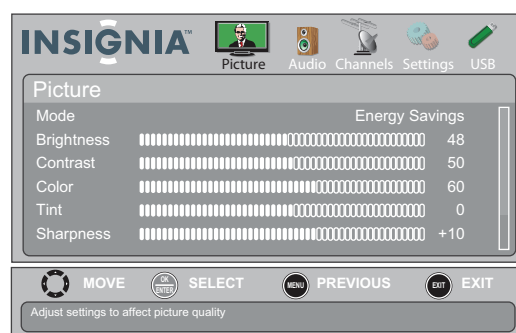 INSIGNIA™
Picture Audio Channels Settings USB
Picture
Mode Energy Savings
Brightness 48
Contrast 50
Color 60
Tint 0
Sharpness +10
MOVE OK ENTER SELECT MENU PREVIOUS EXIT EXIT
Adjust settings to affect picture quality